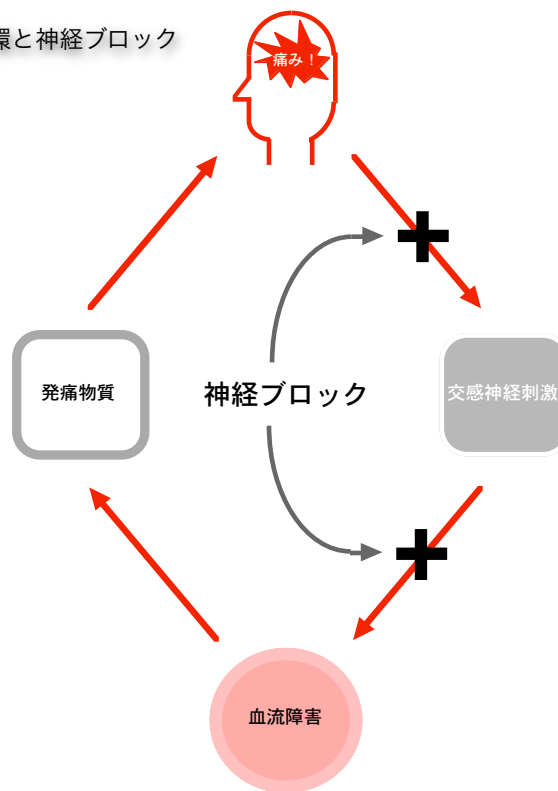 環と神経ブロック
痛み！
発痛物質
神経ブロック
交感神経刺激
血流障害